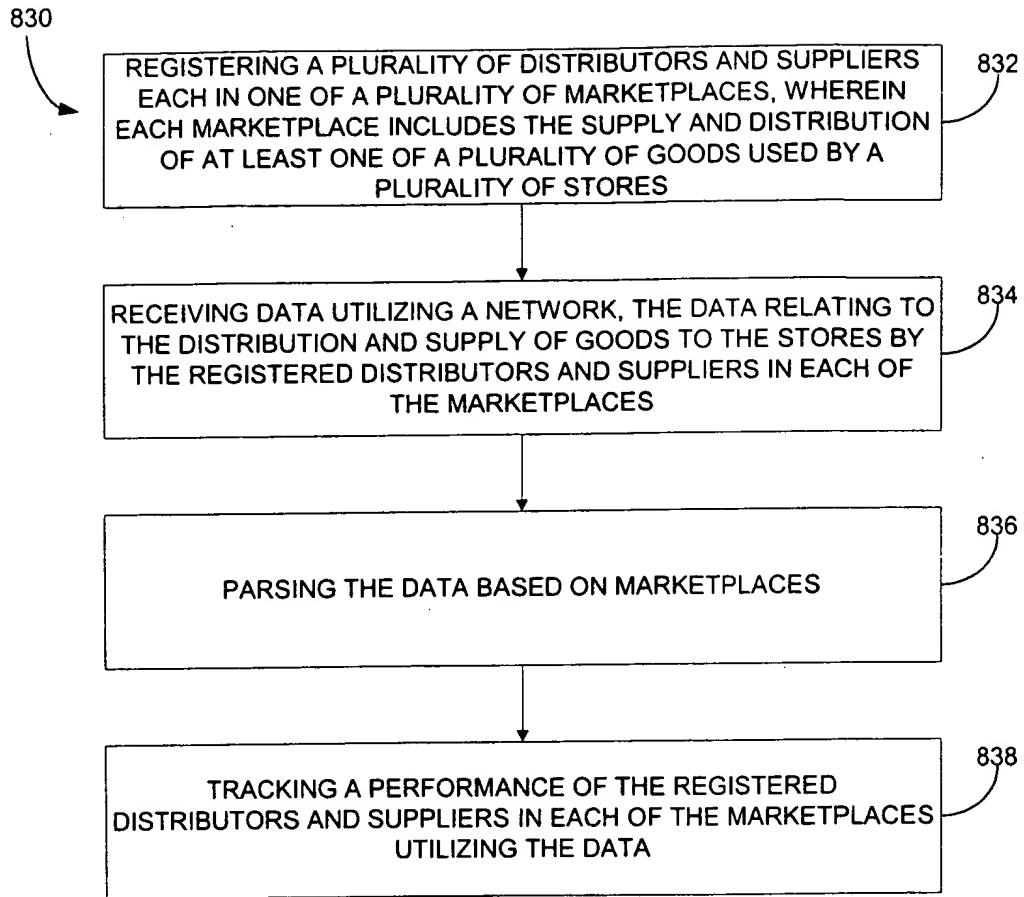 830
REGISTERING A PLURALITY OF DISTRIBUTORS AND SUPPLIERS
EACH IN ONE OF A PLURALITY OF MARKETPLACES, WHEREIN
EACH MARKETPLACE INCLUDES THE SUPPLY AND DISTRIBUTION
OF AT LEAST ONE OF A PLURALITY OF GOODS USED BY A
PLURALITY OF STORES
832
RECEIVING DATA UTILIZING A NETWORK, THE DATA RELATING TO
THE DISTRIBUTION AND SUPPLY OF GOODS TO THE STORES BY
THE REGISTERED DISTRIBUTORS AND SUPPLIERS IN EACH OF
THE MARKETPLACES
834
PARSING THE DATA BASED ON MARKETPLACES
836
TRACKING A PERFORMANCE OF THE REGISTERED
DISTRIBUTORS AND SUPPLIERS IN EACH OF THE MARKETPLACES
UTILIZING THE DATA
838